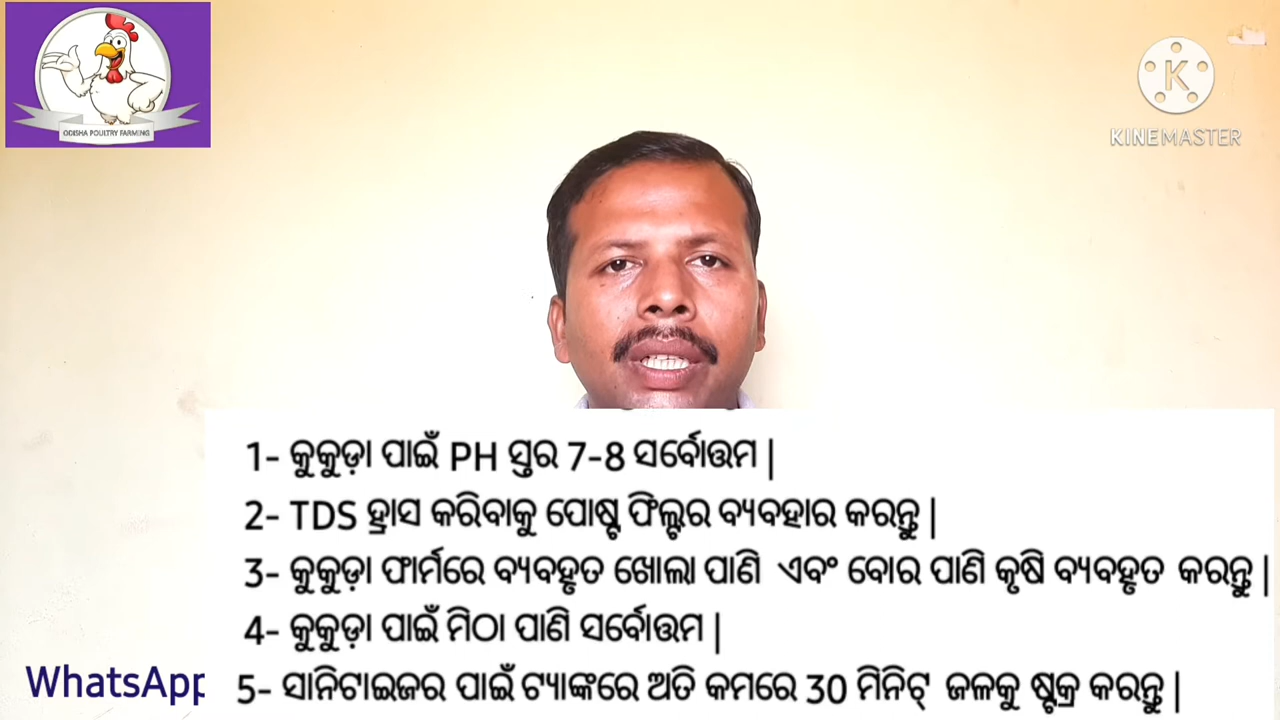 ODISHA POULTRY FARMING
K
KINEMASTER
1- କୁକୁଡ଼ା ପାଇଁ PH ସ୍ତର 7-8 ସର୍ବୋତ୍ତମ |
2- TDS ହ୍ରାସ କରିବାକୁ ପୋଷ୍ଟ ଫିଲ୍ଟର ବ୍ୟବହାର କରନ୍ତୁ |
3- କୁକୁଡ଼ା ଫାର୍ମରେ ବ୍ୟବହୃତ ଖୋଲା ପାଣି ଏବଂ ବୋର ପାଣି କୃଷି ବ୍ୟବହୃତ କରନ୍ତୁ |
4- କୁକୁଡ଼ା ପାଇଁ ମିଠା ପାଣି ସର୍ବୋତ୍ତମ |
WhatsApp
5- ସାନିଟାଇଜର ପାଇଁ ଟ୍ୟାଙ୍କରେ ଅତି କମରେ 30 ମିନିଟ୍ ଜଳକୁ ଷ୍ଟକ୍ର କରନ୍ତୁ |